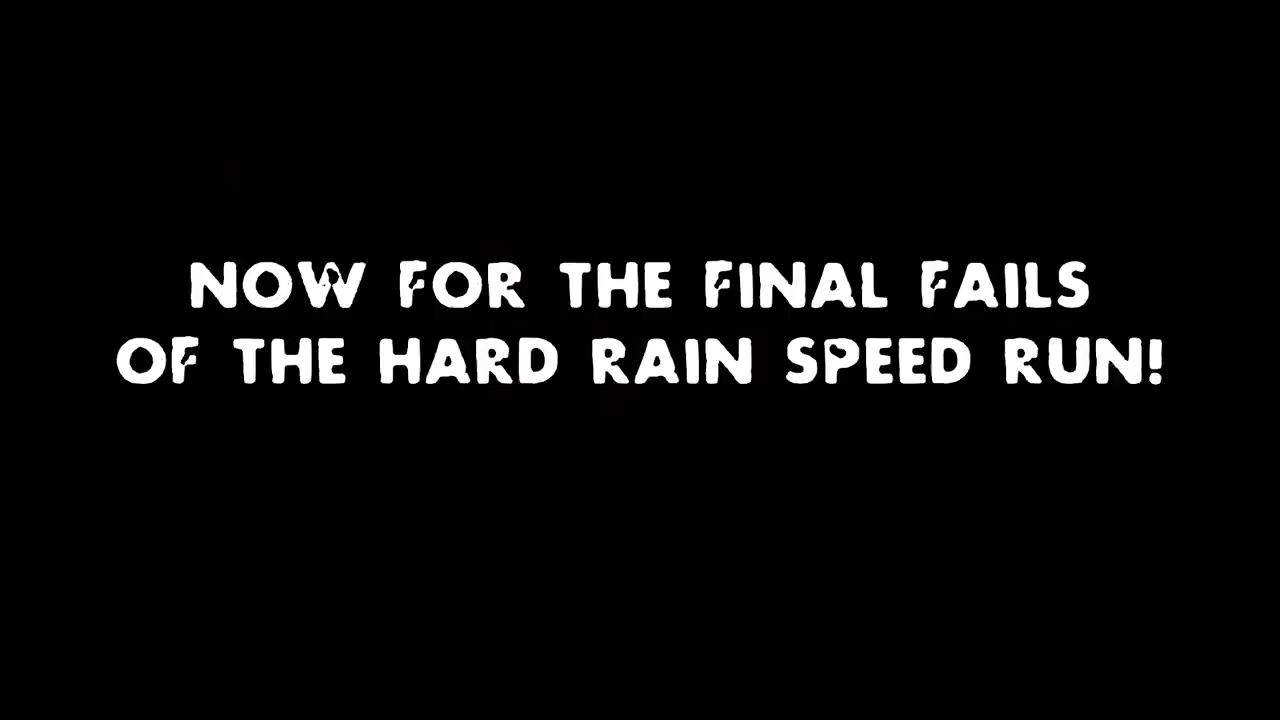 NOW FOR THE FINAL FAILS
OF THE HARD RAIN SPEED RUN!